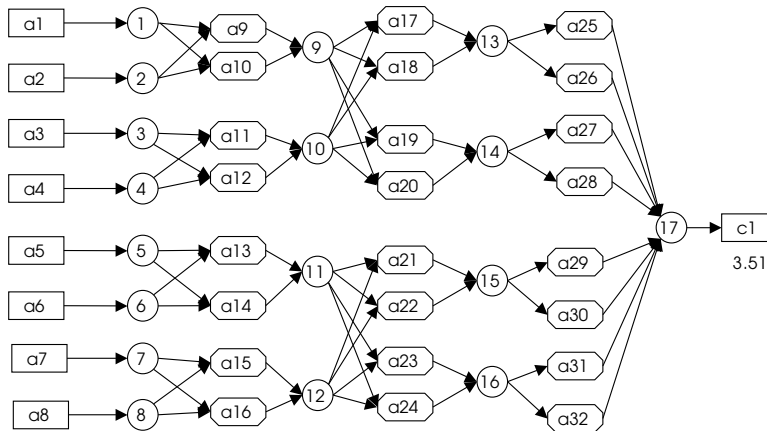 a1 1 a9 a17 13 a25
a2 2 a10 9 a18 a26
a3 3 a11 10 a19 14 a27
a4 4 a12 a20 a28
17 c1
3.51
a5 5 a13 11 a21 15 a29
a6 6 a14 a22 a30
a7 7 a15 12 a23 16 a31
a8 8 a16 a24 a32